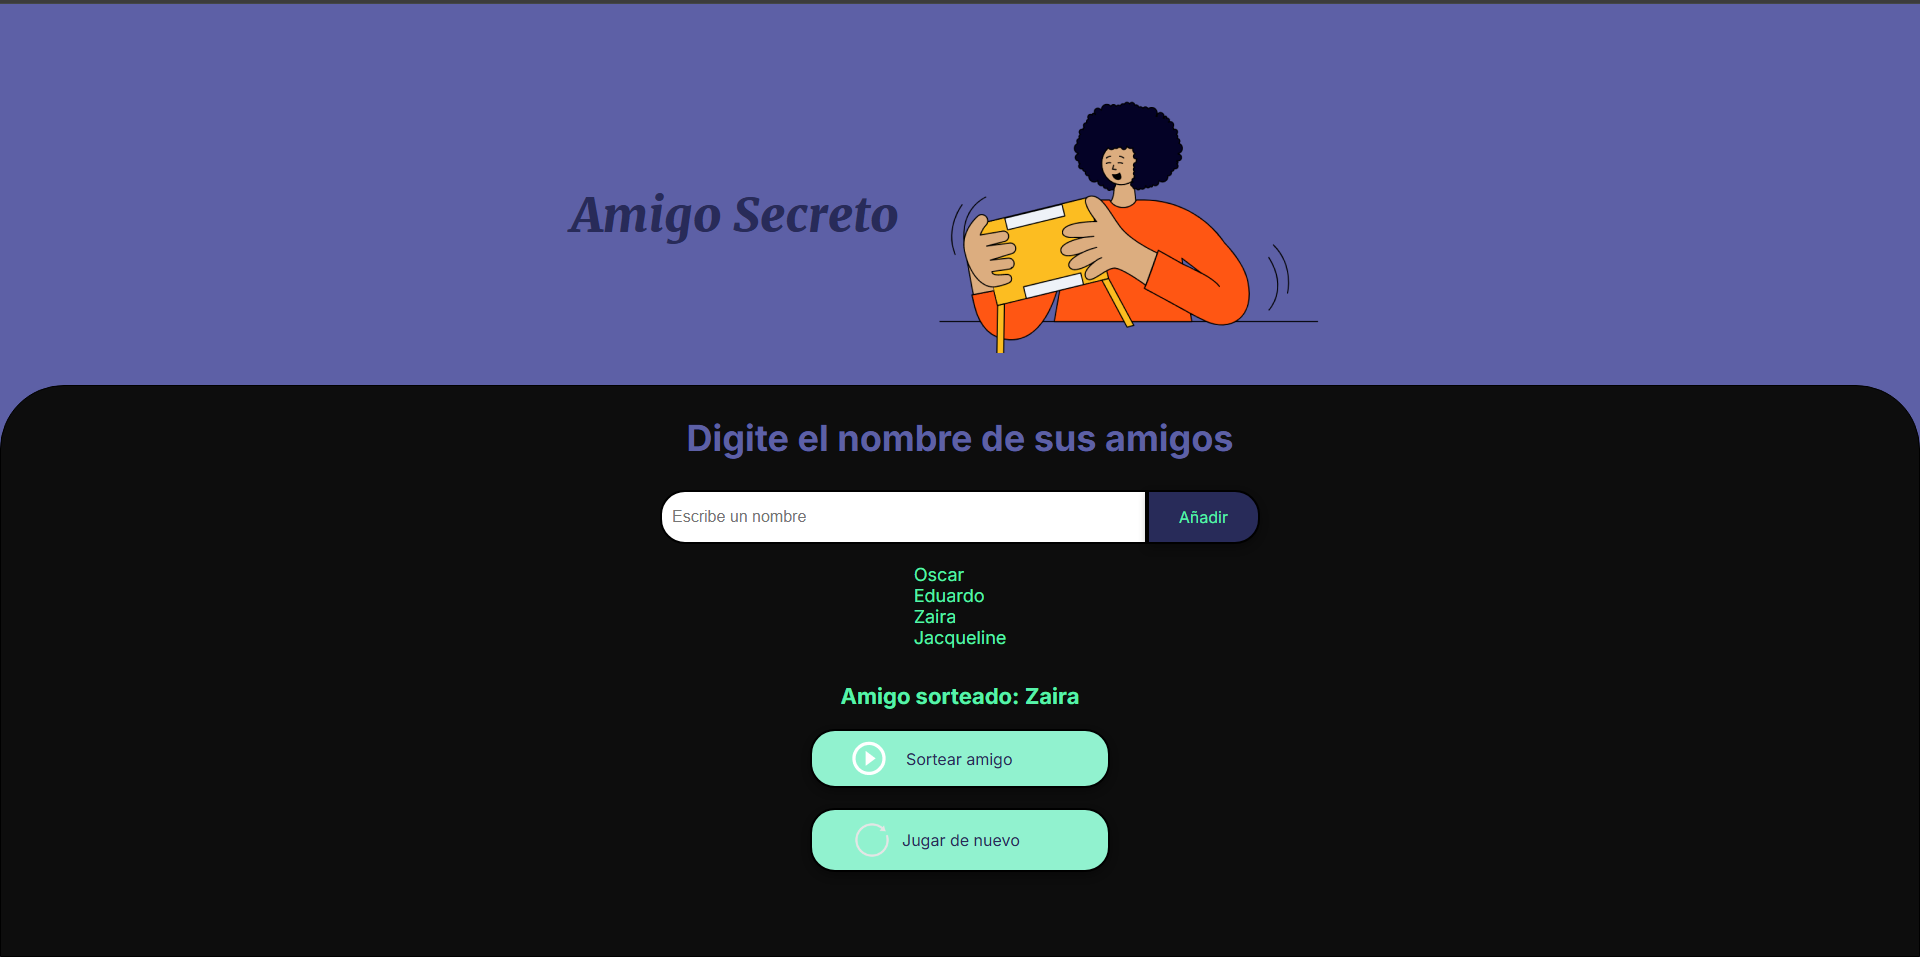 Amigo Secreto
Digite el nombre de sus amigos
Escribe un nombre
Añadir
Oscar
Eduardo
Zaira
Jacqueline
Amigo sorteado: Zaira
Sortear amigo
Jugar de nuevo